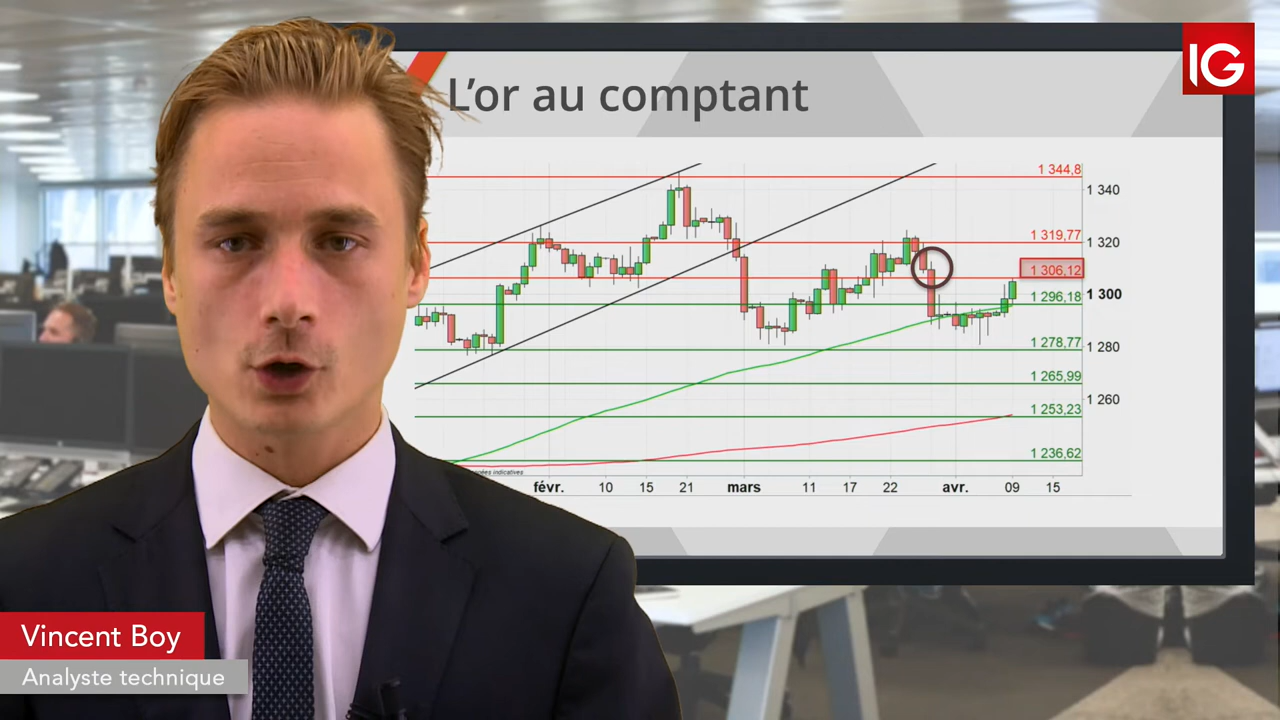 IG
L'or au comptant
1 344,8
1 340
1 319,77
1 320
1 306,12
1 296,18
1 300
1 278,77
1 280
1 265,99
1 260
1 253,23
1 236,62
indicatives
févr. 10 15 21 mars 11 17 22 avr. 09 15
Vincent Boy
Analyste technique